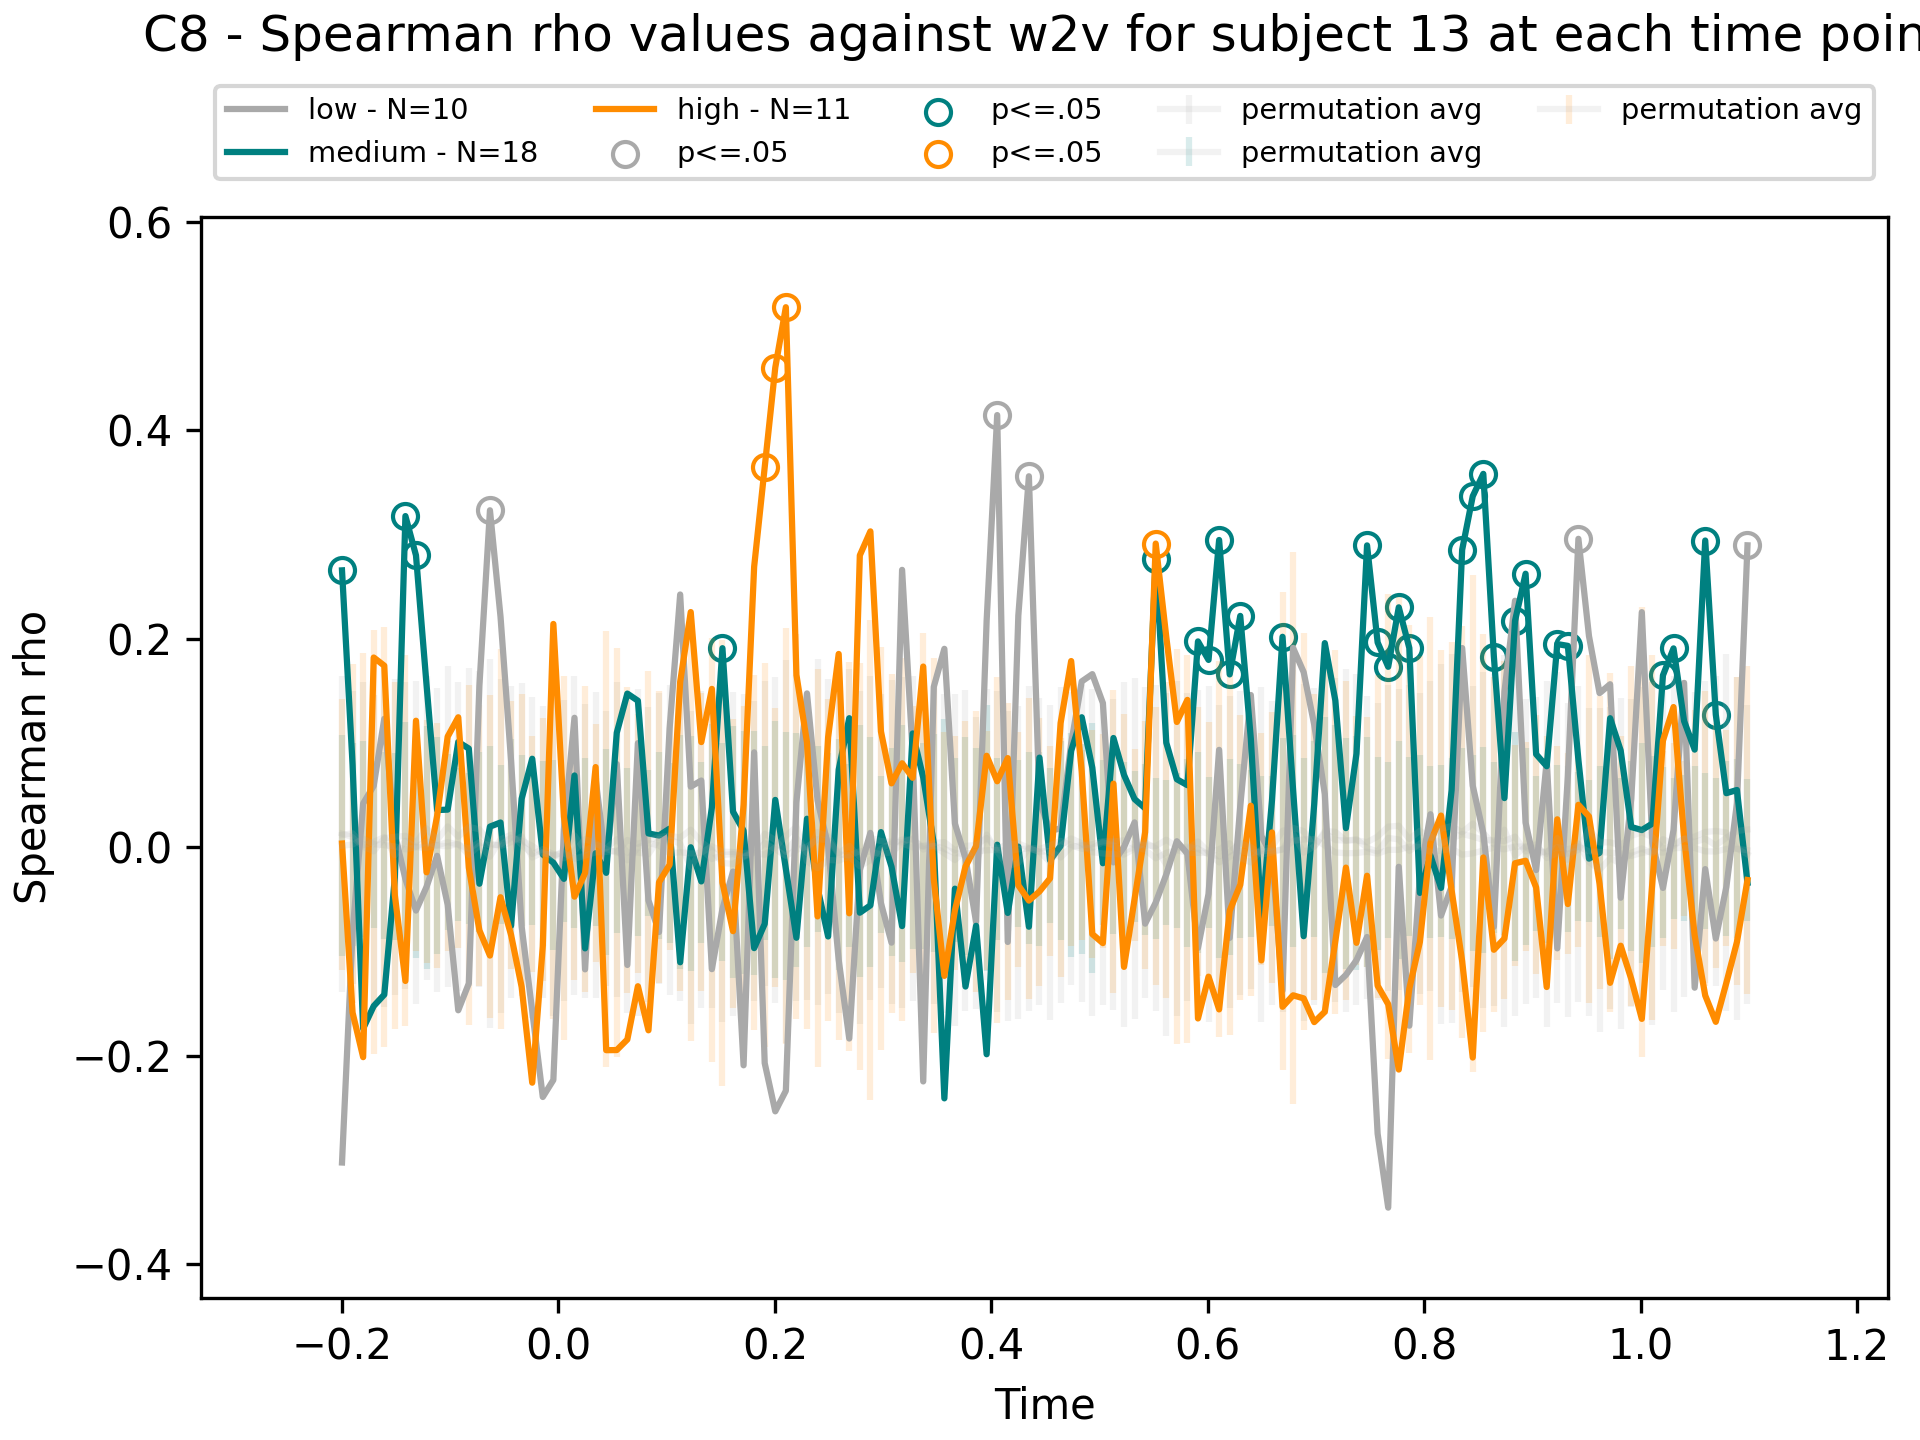 C8 - Spearman rho values against w2v for subject 13 at each time poin
low - N=10
medium - N=18
high - N=11
p<=.05
p<=.05
p<=.05
permutation avg
permutation avg
permutation avg
Spearman rho
0.6
0.4
0.2
0.0
−0.2
−0.4
−0.2
0.0
0.2
0.4
0.6
0.8
1.0
1.2
Time